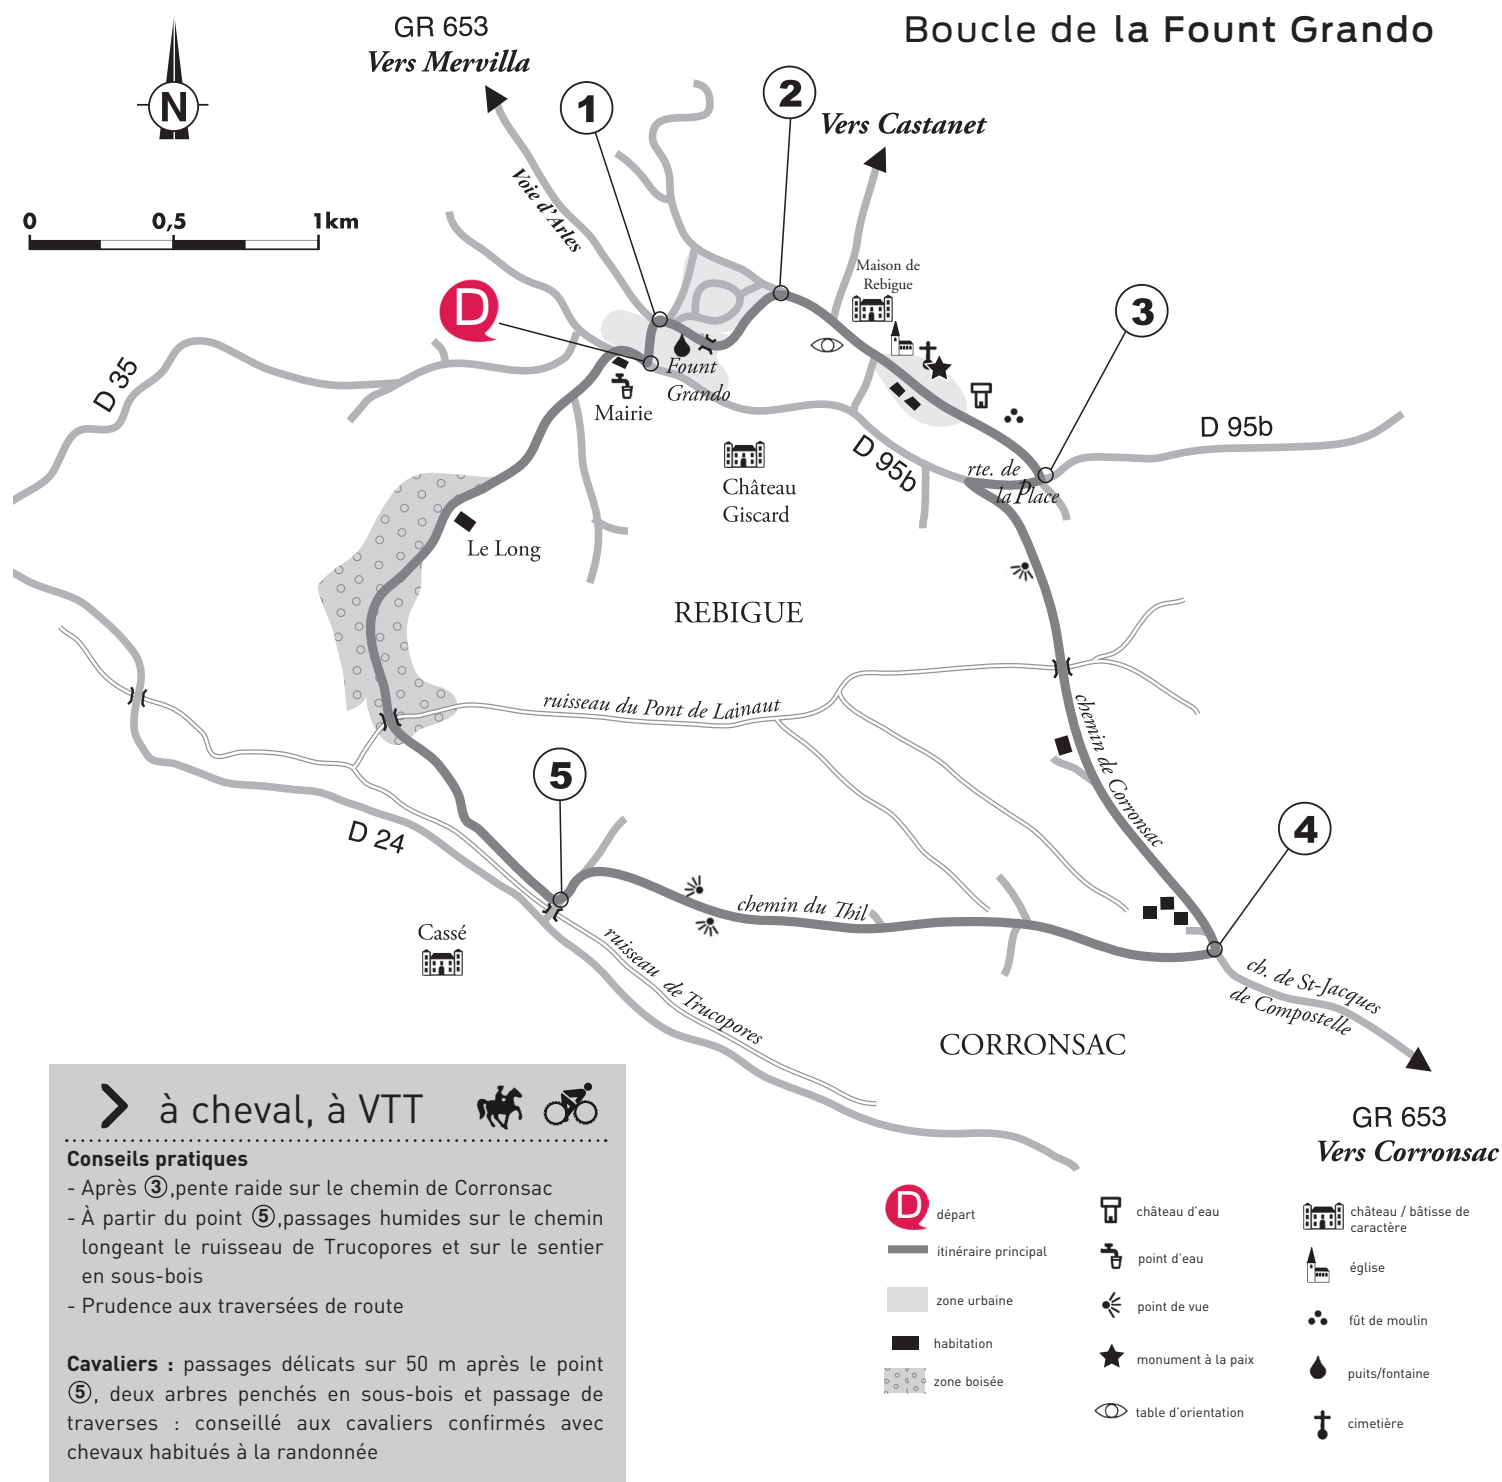 Boucle de la Fount Grando
GR 653
Vers Mervilla
N
1
2
Vers Castanet
Voie d'Arles
0 0,5 1km
D
Maison de
Rebigue
3
D 35
Fount
Grando
Mairie
D 95b
D 95b
rte. de
la Place
Château
Giscard
Le Long
REBIGUE
ruisseau du Pont de Lainaut
chemin de Corronsac
5
4
D 24
chemin du Thil
Cassé
ruisseau de Trucopores
ch. de St-Jacques
de Compostelle
CORRONSAC
GR 653
Vers Corronsac
à cheval, à VTT
Conseils pratiques
- Après 3,pente raide sur le chemin de Corronsac
- À partir du point 5,passages humides sur le chemin
longeant le ruisseau de Trucopores et sur le sentier
en sous-bois
- Prudence aux traversées de route
Cavaliers : passages délicats sur 50 m après le point
5, deux arbres penchés en sous-bois et passage de
traverses : conseillé aux cavaliers confirmés avec
chevaux habitués à la randonnée
D départ
itinéraire principal
zone urbaine
habitation
zone boisée
château d'eau
point d'eau
point de vue
monument à la paix
table d'orientation
château / bâtisse de
caractère
église
fût de moulin
puits/fontaine
cimetière